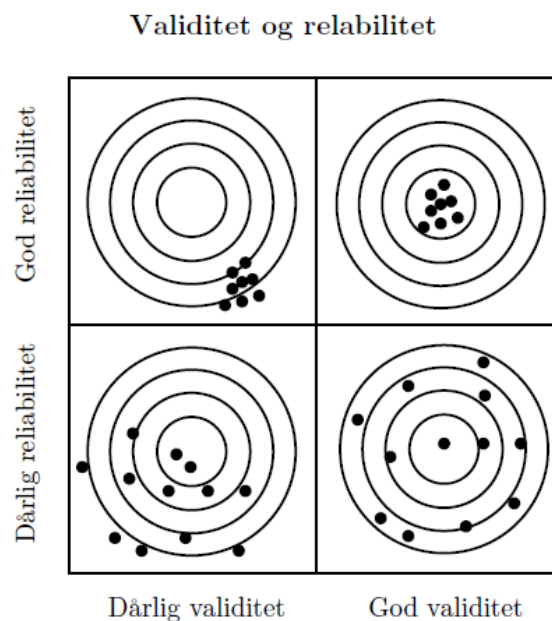 Validitet og relabilitet
God reliabilitet
Dårlig reliabilitet
Dårlig validitet
God validitet